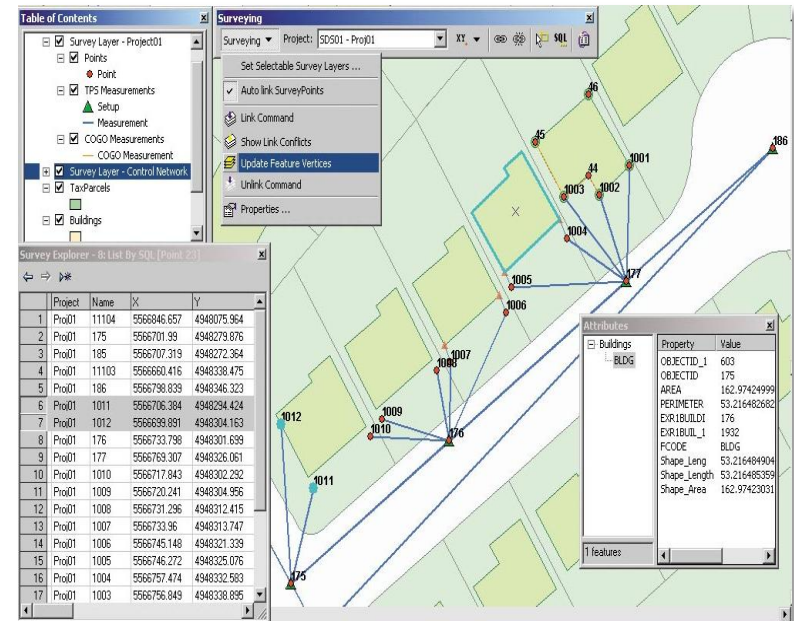 Table of Contents
Survey Layer - Project01
Points
Point
TPS Measurements
Setup
Measurement
COGO Measurements
COGO Measurement
Survey Layer - Control Network
TaxParcels
Buildings
Surveying
Surveying Project: SDS01 - Proj01 XY SQL
Set Selectable Survey Layers ...
Auto link SurveyPoints
Link Command
Show Link Conflicts
Update Feature Vertices
Unlink Command
Properties ...
46
45
44
1001
186
1003
1002
1004
177
1005
1006
1007
1008
1009
1010
176
1012
1011
175
Survey Explorer - 8: List By SQL (Point 23)
Project Name X Y
1 Proj01 11104 5566846.657 4948075.964
2 Proj01 175 5566701.99 4948279.876
3 Proj01 185 5566707.319 4948272.364
4 Proj01 11103 5566660.416 4948338.475
5 Proj01 186 5566798.839 4948346.323
6 Proj01 1011 5566706.384 4948294.424
7 Proj01 1012 5566699.891 4948304.163
8 Proj01 176 5566733.798 4948301.699
9 Proj01 177 5566769.307 4948326.061
10 Proj01 1010 5566717.843 4948302.292
11 Proj01 1009 5566720.241 4948304.956
12 Proj01 1008 5566731.296 4948312.415
13 Proj01 1007 5566733.96 4948313.747
14 Proj01 1006 5566745.148 4948321.339
15 Proj01 1005 5566746.272 4948325.076
16 Proj01 1004 5566757.474 4948332.583
17 Proj01 1003 5566756.849 4948338.895
Attributes
Buildings
BLDG
Property Value
OBJECTID_1 603
OBJECTID 175
AREA 162.97424999
PERIMETER 53.216482682
EXR1BUILDI 176
EXR1BUIL_1 1932
FCODE BLDG
Shape_Leng 53.216484904
Shape_Length 53.216485359
Shape_Area 162.97423031
1 features